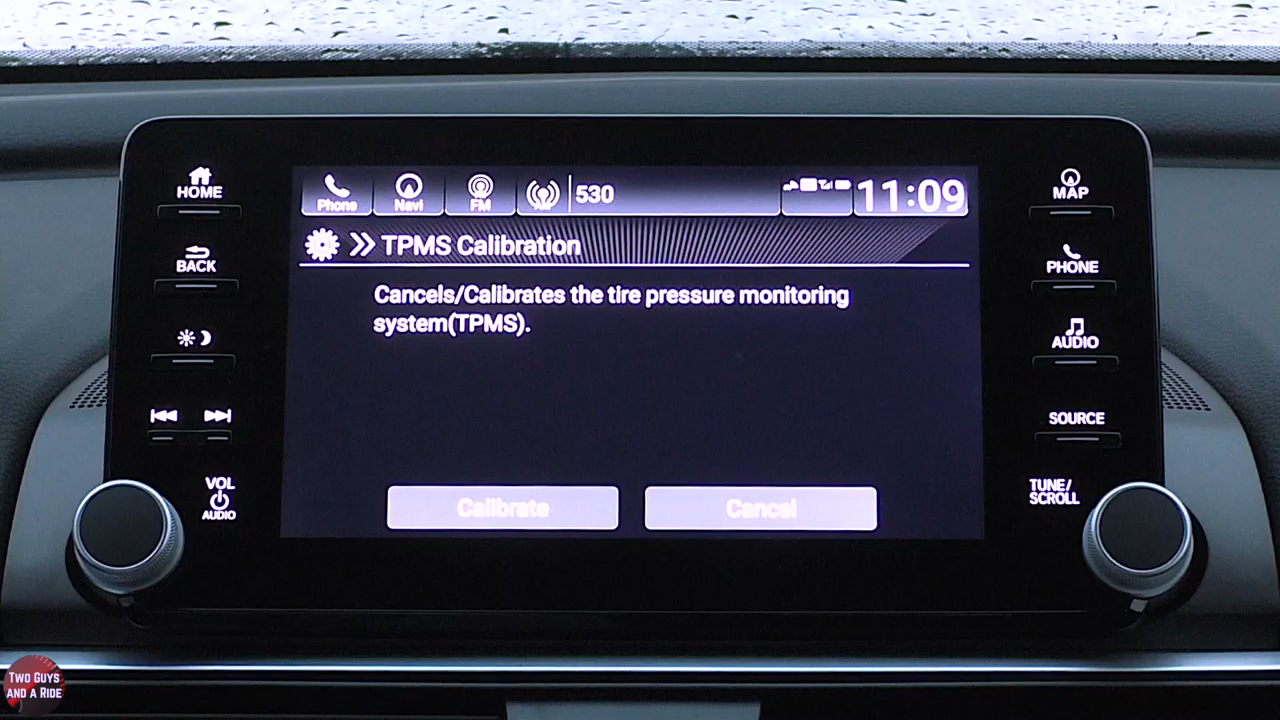 HOME
BACK
VOL
AUDIO
Phone
Navi
FM
AM
530
11:09
TPMS Calibration
Cancels/Calibrates the tire pressure monitoring
system(TPMS).
Calibrate
Cancel
MAP
PHONE
AUDIO
SOURCE
TUNE/
SCROLL
TWO GUYS
AND A RIDE